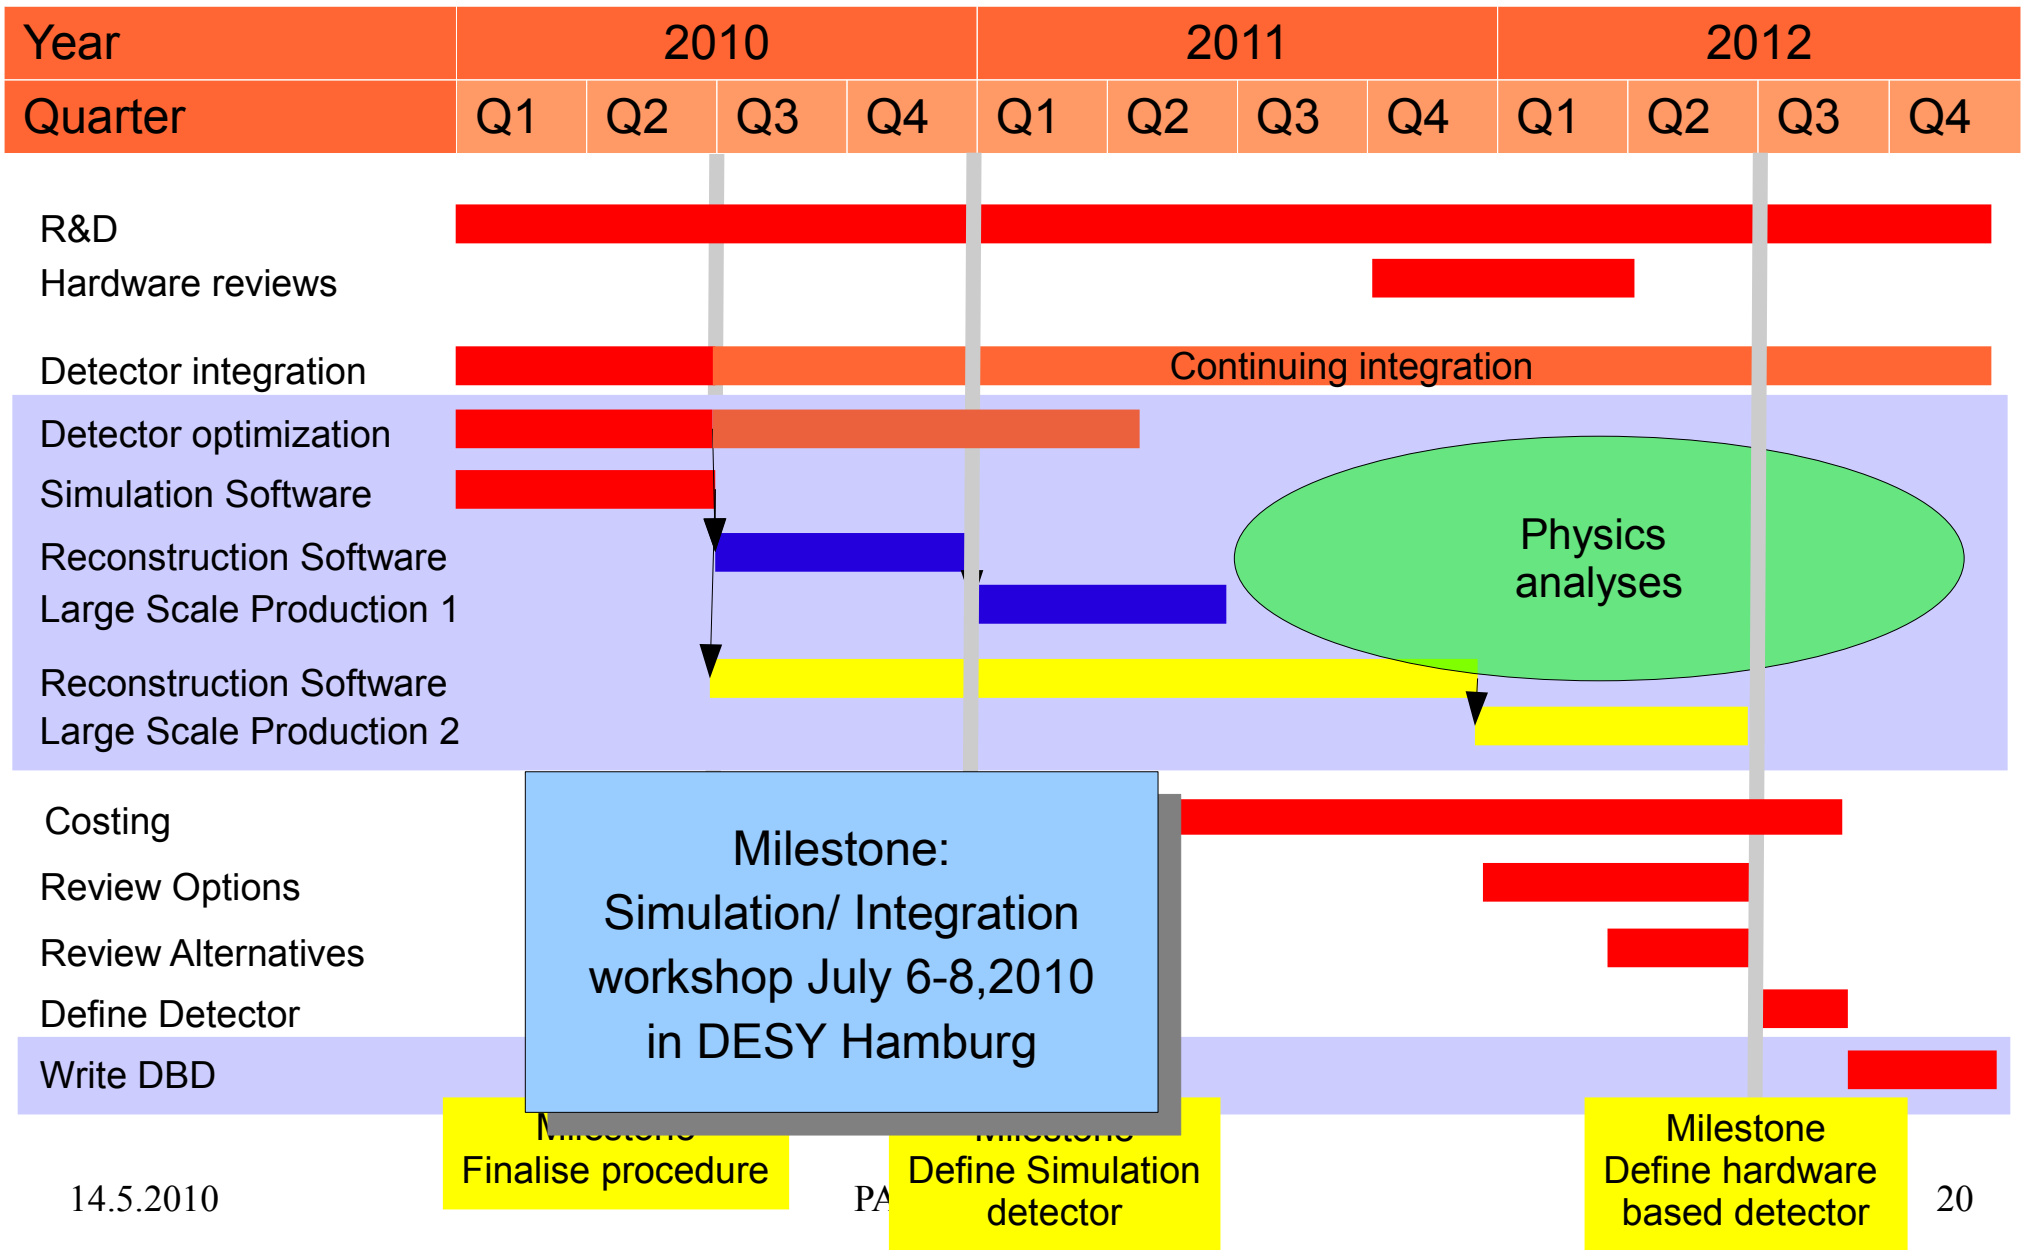 Year 2010 2011 2012
Quarter Q1 Q2 Q3 Q4 Q1 Q2 Q3 Q4 Q1 Q2 Q3 Q4
R&D
Hardware reviews
Detector integration
Continuing integration
Detector optimization
Simulation Software
Reconstruction Software
Large Scale Production 1
Physics
analyses
Reconstruction Software
Large Scale Production 2
Costing
Review Options
Review Alternatives
Define Detector
Write DBD
Milestone:
Simulation/ Integration
workshop July 6-8,2010
in DESY Hamburg
Milestone
Finalise procedure
Milestone
Define Simulation
detector
Milestone
Define hardware
based detector
14.5.2010
20